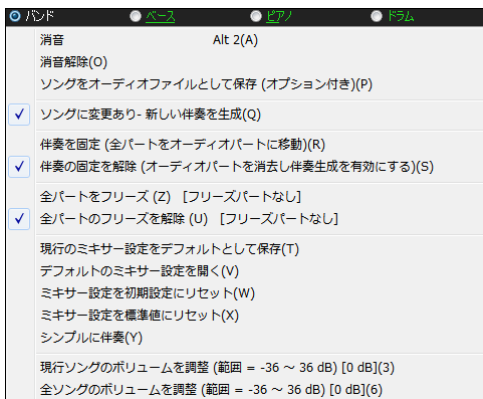 バンド ベース ピアノ ドラム
消音 Alt 2(A)
消音解除(O)
ソングをオーディオファイルとして保存 (オプション付き)(P)
ソングに変更あり- 新しい伴奏を生成(Q)
伴奏を固定 (全パートをオーディオパートに移動)(R)
伴奏の固定を解除 (オーディオパートを消去し伴奏生成を有効にする)(S)
全パートをフリーズ (Z) [フリーズパートなし]
全パートのフリーズを解除 (U) [フリーズパートなし]
現行のミキサー設定をデフォルトとして保存(T)
デフォルトのミキサー設定を開く(V)
ミキサー設定を初期設定にリセット(W)
ミキサー設定を標準値にリセット(X)
シンプルに伴奏(Y)
現行ソングのボリュームを調整 (範囲 = -36 ～ 36 dB) [0 dB](3)
全ソングのボリュームを調整 (範囲 = -36 ～ 36 dB) [0 dB](6)